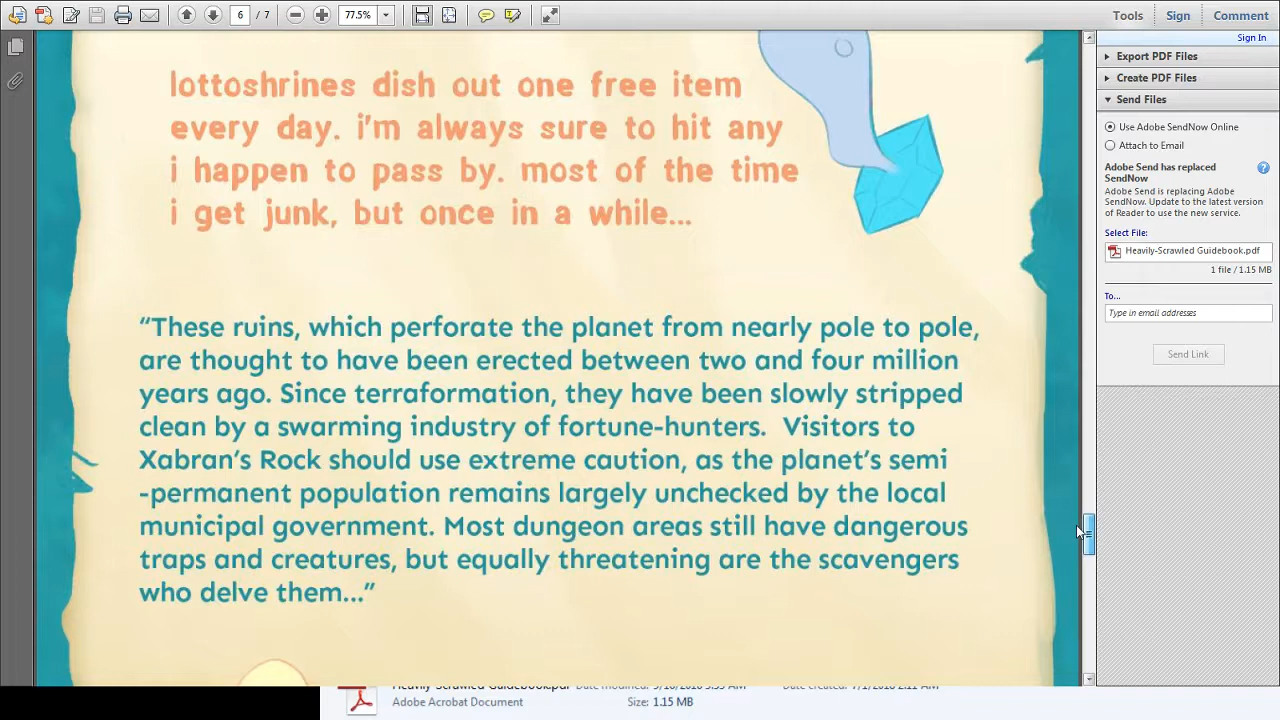 6 / 7
77.5%
Tools
Sign
Comment
Sign In
lottoshrines dish out one free item
every day. i'm always sure to hit any
i happen to pass by. most of the time
i get junk, but once in a while...
“These ruins, which perforate the planet from nearly pole to pole,
are thought to have been erected between two and four million
years ago. Since terraformation, they have been slowly stripped
clean by a swarming industry of fortune-hunters.  Visitors to
Xabran’s Rock should use extreme caution, as the planet’s semi
-permanent population remains largely unchecked by the local
municipal government. Most dungeon areas still have dangerous
traps and creatures, but equally threatening are the scavengers
who delve them...”
Export PDF Files
Create PDF Files
Send Files
Use Adobe SendNow Online
Attach to Email
Adobe Send has replaced
SendNow
Adobe Send is replacing Adobe
SendNow. Update to the latest version
of Reader to use the new service.
Select File:
Heavily-Scrawled Guidebook.pdf
1 file / 1.15 MB
To...
Type in email addresses
Send Link
Heavily-Scrawled Guidebook.pdf Date modified:
Date created:
Adobe Acrobat Document
Size: 1.15 MB